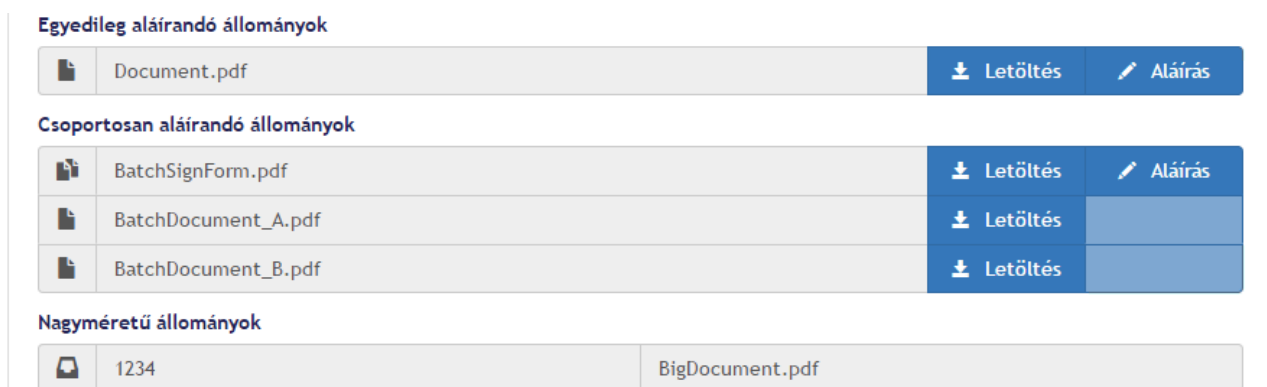 Egyedileg aláírandó állományok
Document.pdf Letöltés Aláírás
Csoportosan aláírandó állományok
BatchSignForm.pdf Letöltés Aláírás
BatchDocument_A.pdf Letöltés
BatchDocument_B.pdf Letöltés
Nagyméretű állományok
1234 BigDocument.pdf